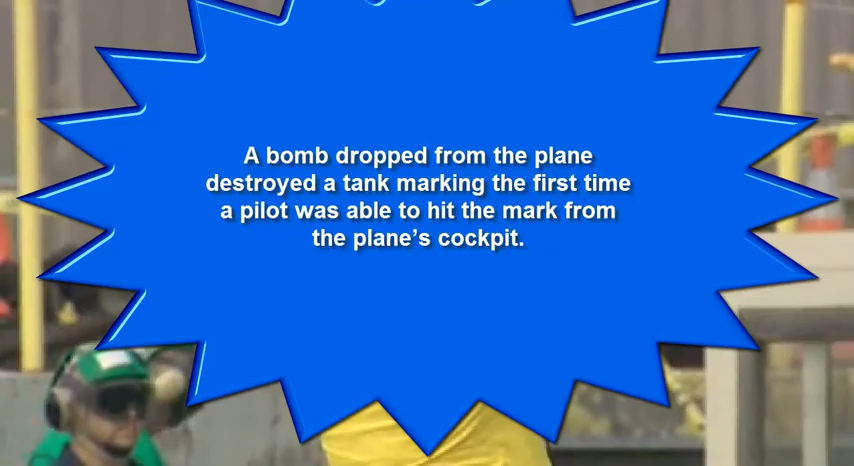 A bomb dropped from the plane
destroyed a tank marking the first time
a pilot was able to hit the mark from
the plane’s cockpit.